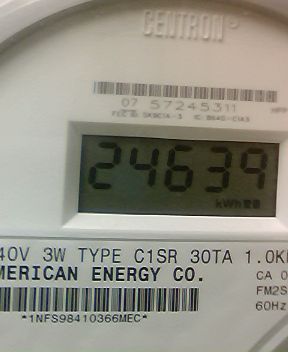 CENTRON
07 57245311
24639
kWh
40V 3W TYPE C1SR 30TA 1.0K
MERICAN ENERGY CO.
CA 0
FM2S
60Hz
*1NFS98410366MEC*